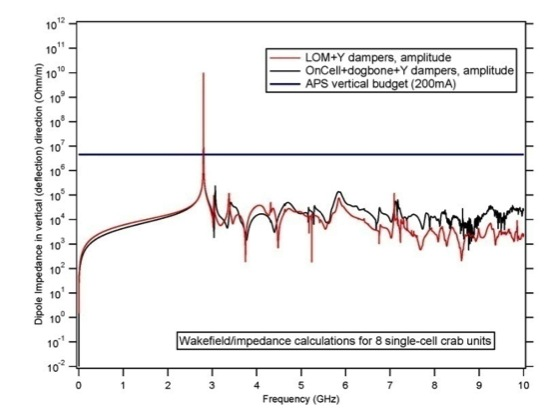 10^12
10^11
10^10
10^9
10^8
10^7
10^6
10^5
10^4
10^3
10^2
10^1
10^0
10^-1
10^-2
Dipole Impedance in vertical (deflection) direction (Ohm/m)
LOM+Y dampers, amplitude
OnCell+dogbone+Y dampers, amplitude
APS vertical budget (200mA)
Wakefield/impedance calculations for 8 single-cell crab units
0 1 2 3 4 5 6 7 8 9 10
Frequency (GHz)